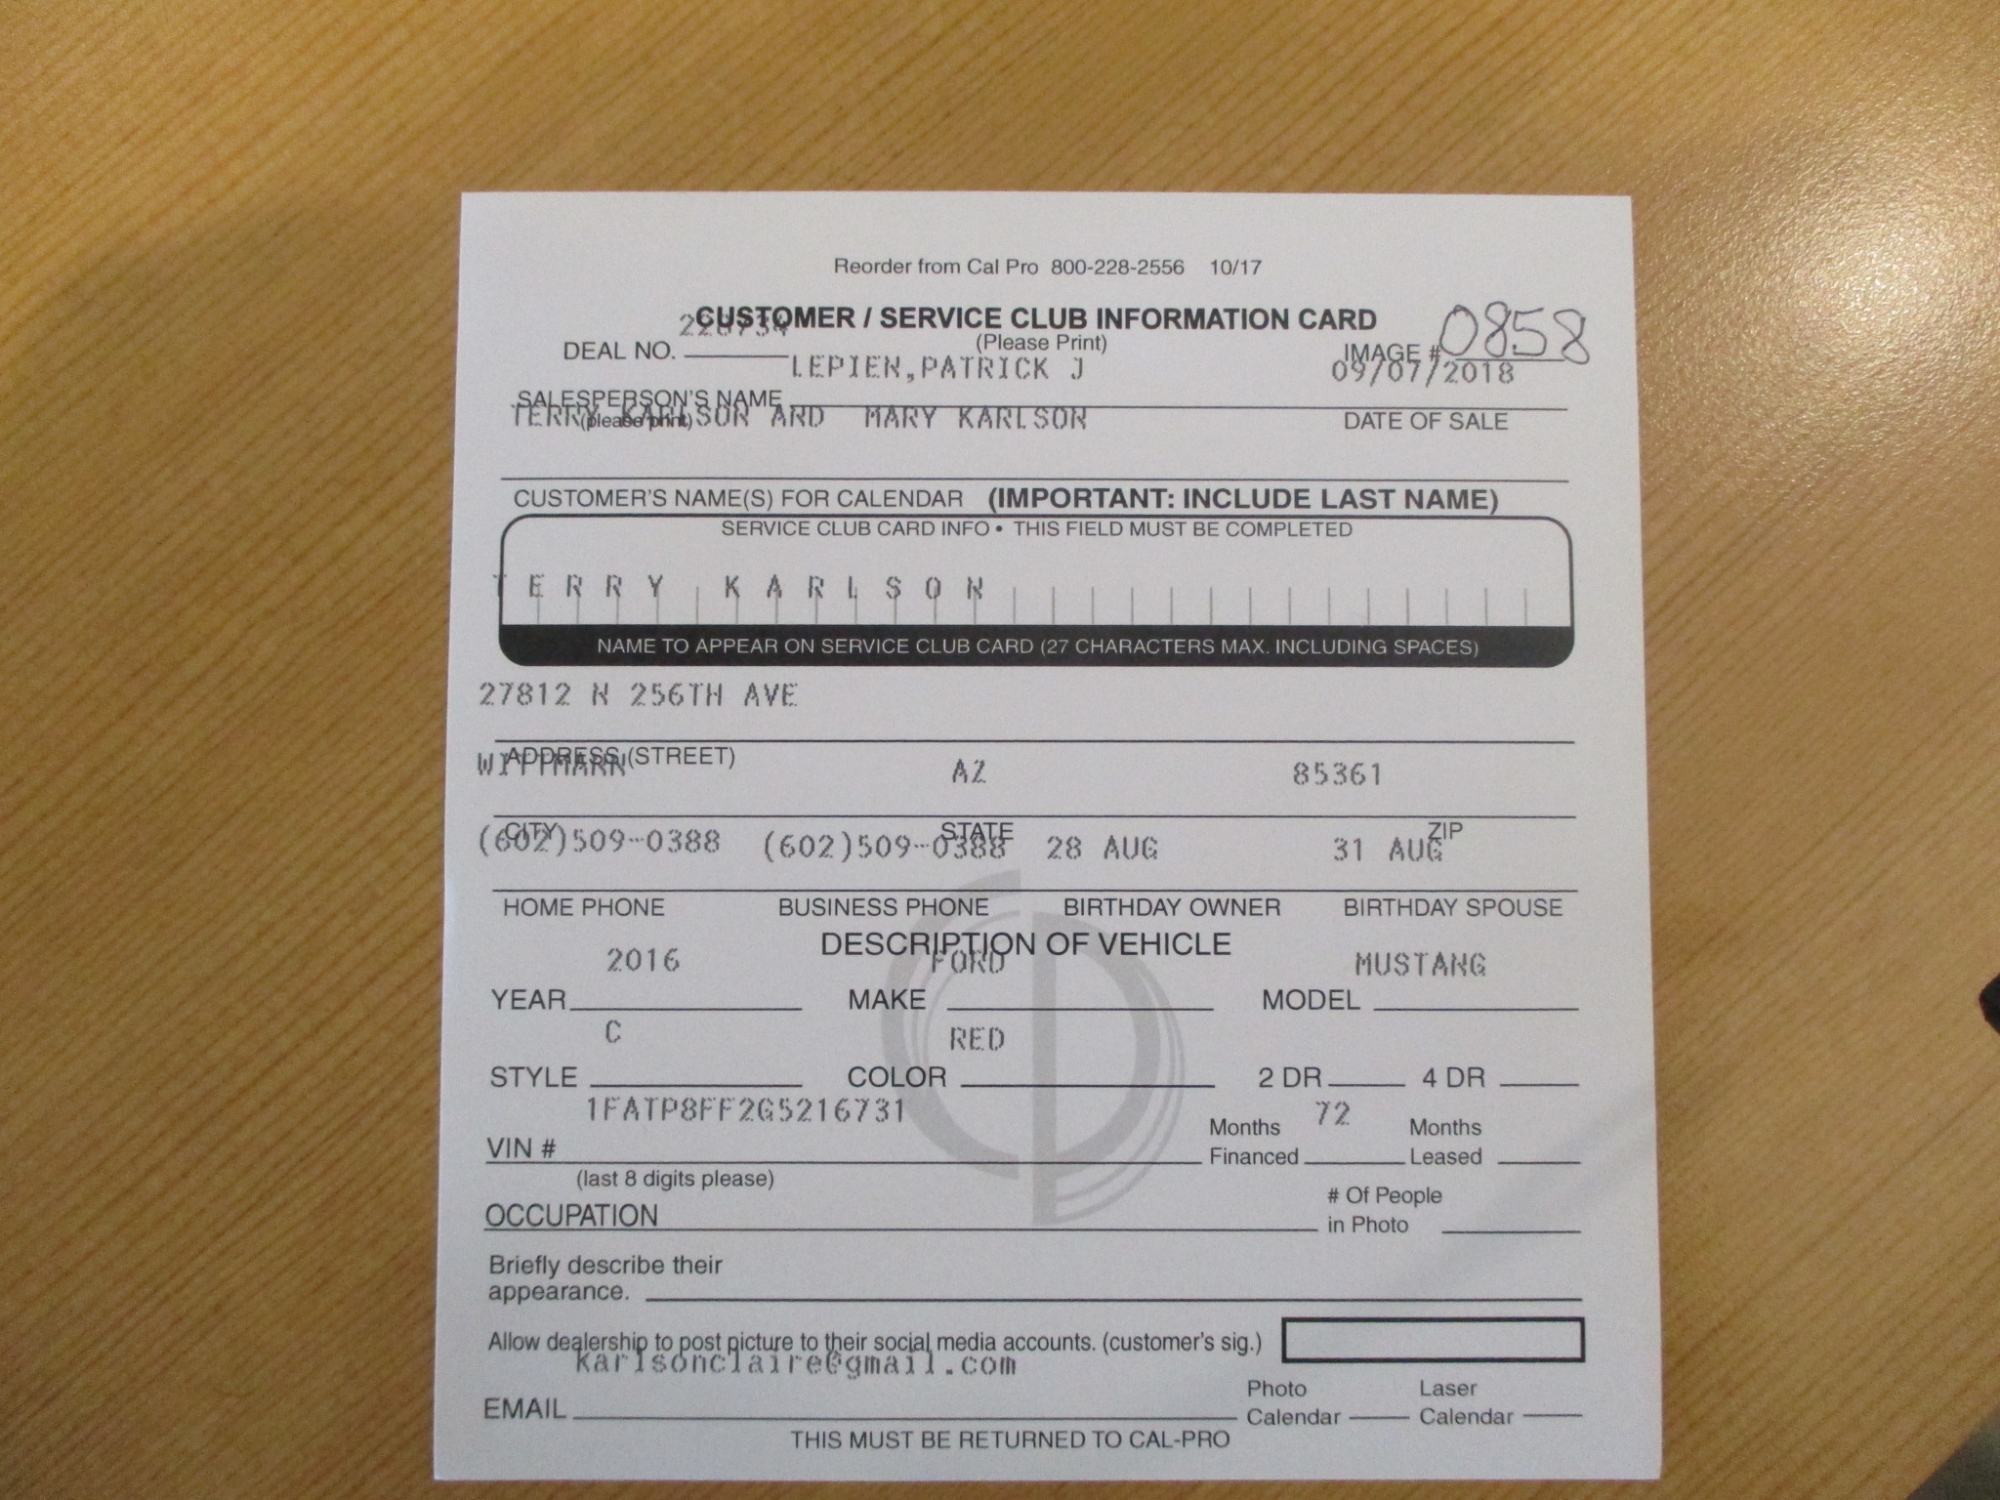 Reorder from Cal Pro 800-228-2556 10/17
CUSTOMER / SERVICE CLUB INFORMATION CARD
(Please Print)
DEAL NO.
IMAGE # 0858
LEPIEN,PATRICK J 09/07/2018
SALESPERSON'S NAME
(please print)
DATE OF SALE
TERRY KARLSON AND MARY KARLSON
CUSTOMER'S NAME(S) FOR CALENDAR (IMPORTANT: INCLUDE LAST NAME)
SERVICE CLUB CARD INFO • THIS FIELD MUST BE COMPLETED
TERRY KARLSON
NAME TO APPEAR ON SERVICE CLUB CARD (27 CHARACTERS MAX. INCLUDING SPACES)
27812 N 256TH AVE
ADDRESS (STREET)
WITTMANN AZ 85361
CITY STATE ZIP
(602)509-0388 (602)509-0388 28 AUG 31 AUG
HOME PHONE BUSINESS PHONE BIRTHDAY OWNER BIRTHDAY SPOUSE
DESCRIPTION OF VEHICLE
2016 FORD MUSTANG
YEAR MAKE MODEL
C RED
STYLE COLOR 2 DR 4 DR
1FATP8FF2G5216731 72
VIN # Months Financed Months Leased
(last 8 digits please)
OCCUPATION # Of People in Photo
Briefly describe their
appearance.
Allow dealership to post picture to their social media accounts. (customer's sig.)
karlsonclaire@gmail.com
EMAIL Photo Calendar Laser Calendar
THIS MUST BE RETURNED TO CAL-PRO